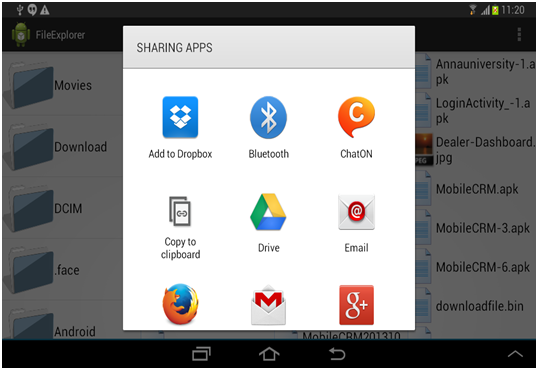 11:20
FileExplorer
SHARING APPS
Movies
Download
DCIM
.face
Android
Add to Dropbox
Bluetooth
ChatON
Copy to
clipboard
Drive
Email
Annauniversity-1.a
pk
LoginActivity_-1.a
pk
Dealer-Dashboard.
jpg
MobileCRM.apk
MobileCRM-3.apk
MobileCRM-6.apk
downloadfile.bin
MobileCRM201310